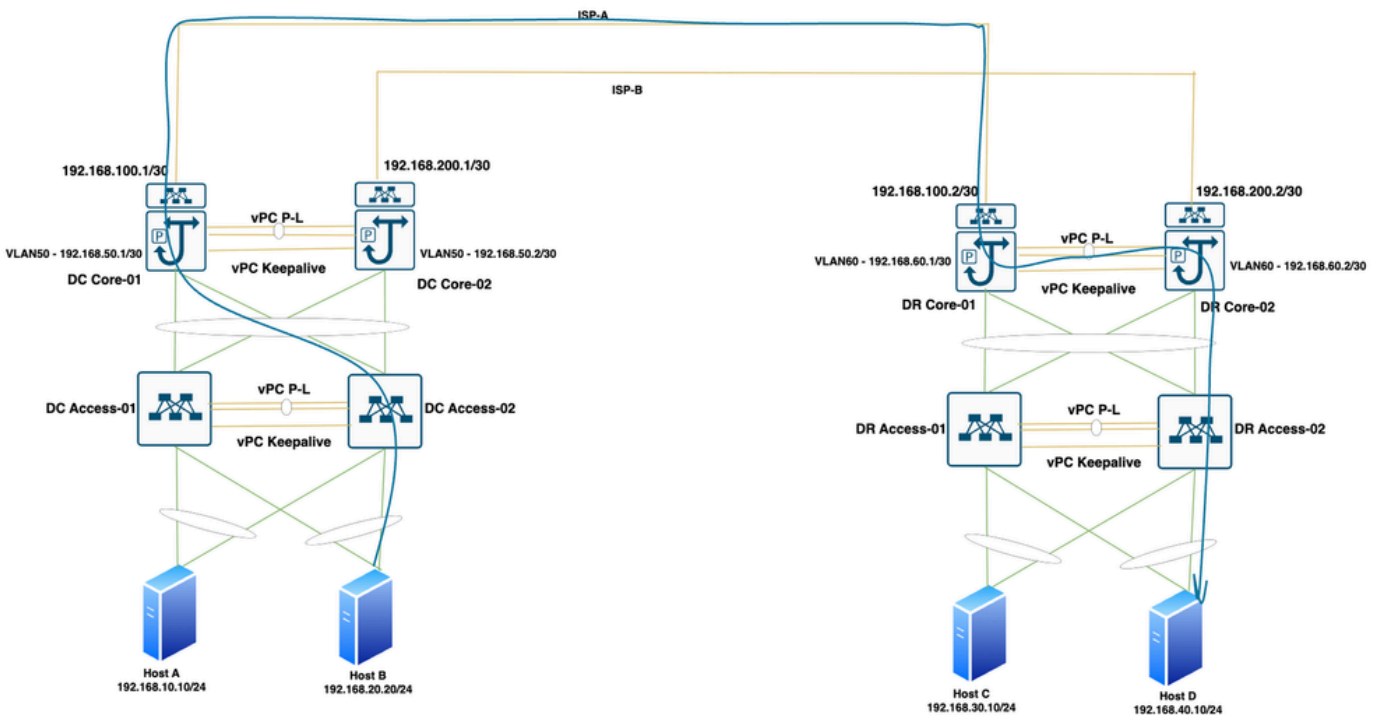 ISP-A
ISP-B
192.168.100.1/30
192.168.200.1/30
192.168.100.2/30
192.168.200.2/30
P
vPC P-L
P
VLAN50 - 192.168.50.1/30
VLAN50 - 192.168.50.2/30
vPC Keepalive
DC Core-01
DC Core-02
P
vPC P-L
P
VLAN60 - 192.168.60.1/30
VLAN60 - 192.168.60.2/30
vPC Keepalive
DR Core-01
DR Core-02
DC Access-01
vPC P-L
DC Access-02
vPC Keepalive
DR Access-01
vPC P-L
DR Access-02
vPC Keepalive
Host A
192.168.10.10/24
Host B
192.168.20.20/24
Host C
192.168.30.10/24
Host D
192.168.40.10/24